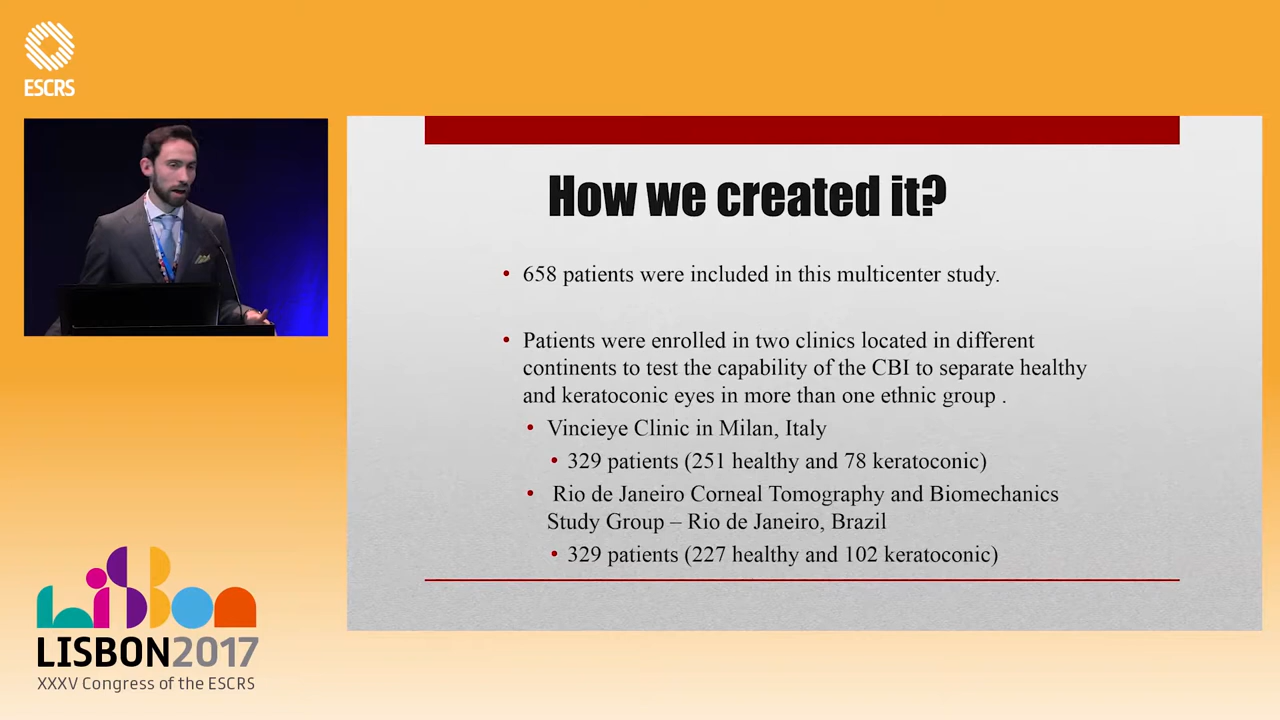 ESCRS
How we created it?
• 658 patients were included in this multicenter study.
• Patients were enrolled in two clinics located in different
continents to test the capability of the CBI to separate healthy
and keratoconic eyes in more than one ethnic group .
• Vincieye Clinic in Milan, Italy
• 329 patients (251 healthy and 78 keratoconic)
• Rio de Janeiro Corneal Tomography and Biomechanics
Study Group – Rio de Janeiro, Brazil
• 329 patients (227 healthy and 102 keratoconic)
Lisbon
LISBON2017
XXXV Congress of the ESCRS